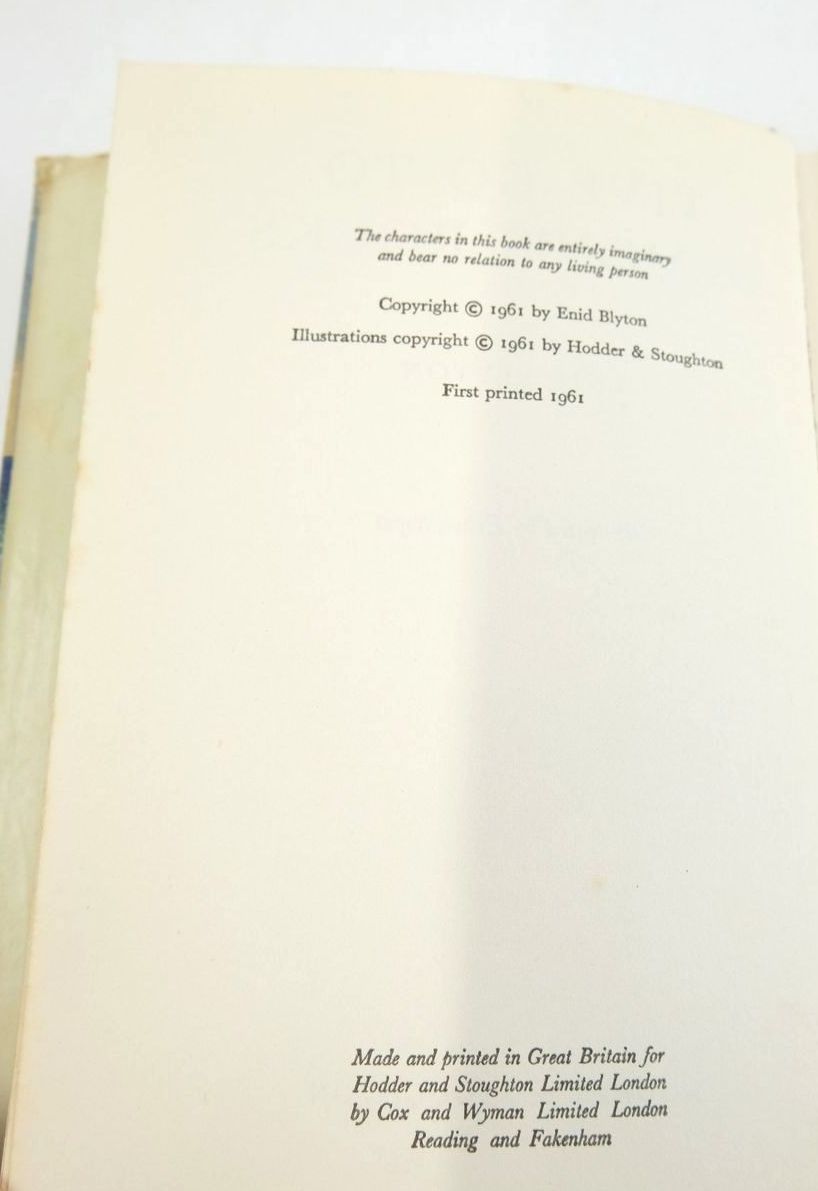 The characters in this book are entirely imaginary
and bear no relation to any living person
Copyright © 1961 by Enid Blyton
Illustrations copyright © 1961 by Hodder & Stoughton
First printed 1961
Made and printed in Great Britain for
Hodder and Stoughton Limited London
by Cox and Wyman Limited London
Reading and Fakenham